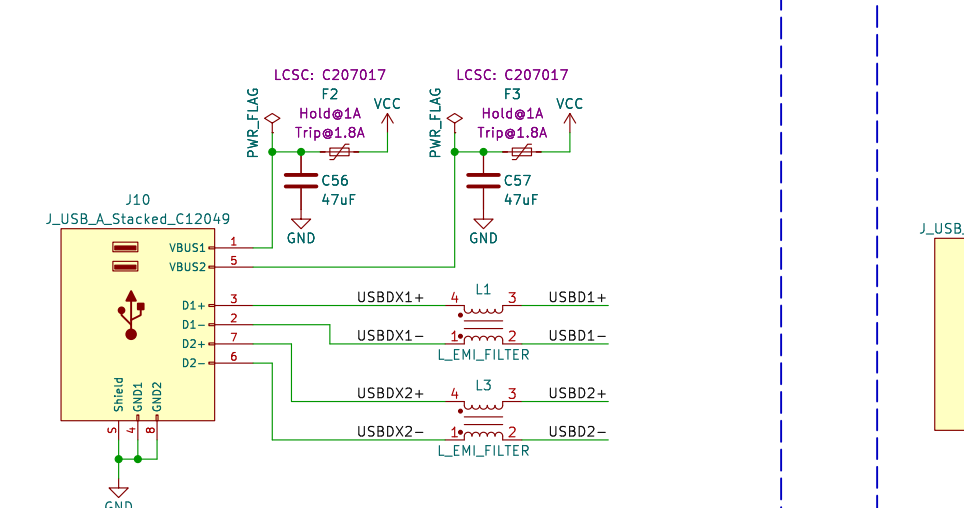 LCSC: C207017
F2
Hold@1A
Trip@1.8A
VCC
PWR_FLAG
C56
47uF
GND
LCSC: C207017
F3
Hold@1A
Trip@1.8A
VCC
PWR_FLAG
C57
47uF
GND
J10
J_USB_A_Stacked_C12049
VBUS1 1
VBUS2 5
D1+ 3
D1- 2
D2+ 7
D2- 6
Shield S
GND1 4
GND2 8
GND
USBDX1+ 4 L1 3 USBD1+
USBDX1- 1 2 USBD1-
L_EMI_FILTER
USBDX2+ 4 L3 3 USBD2+
USBDX2- 1 2 USBD2-
L_EMI_FILTER
J_USB_